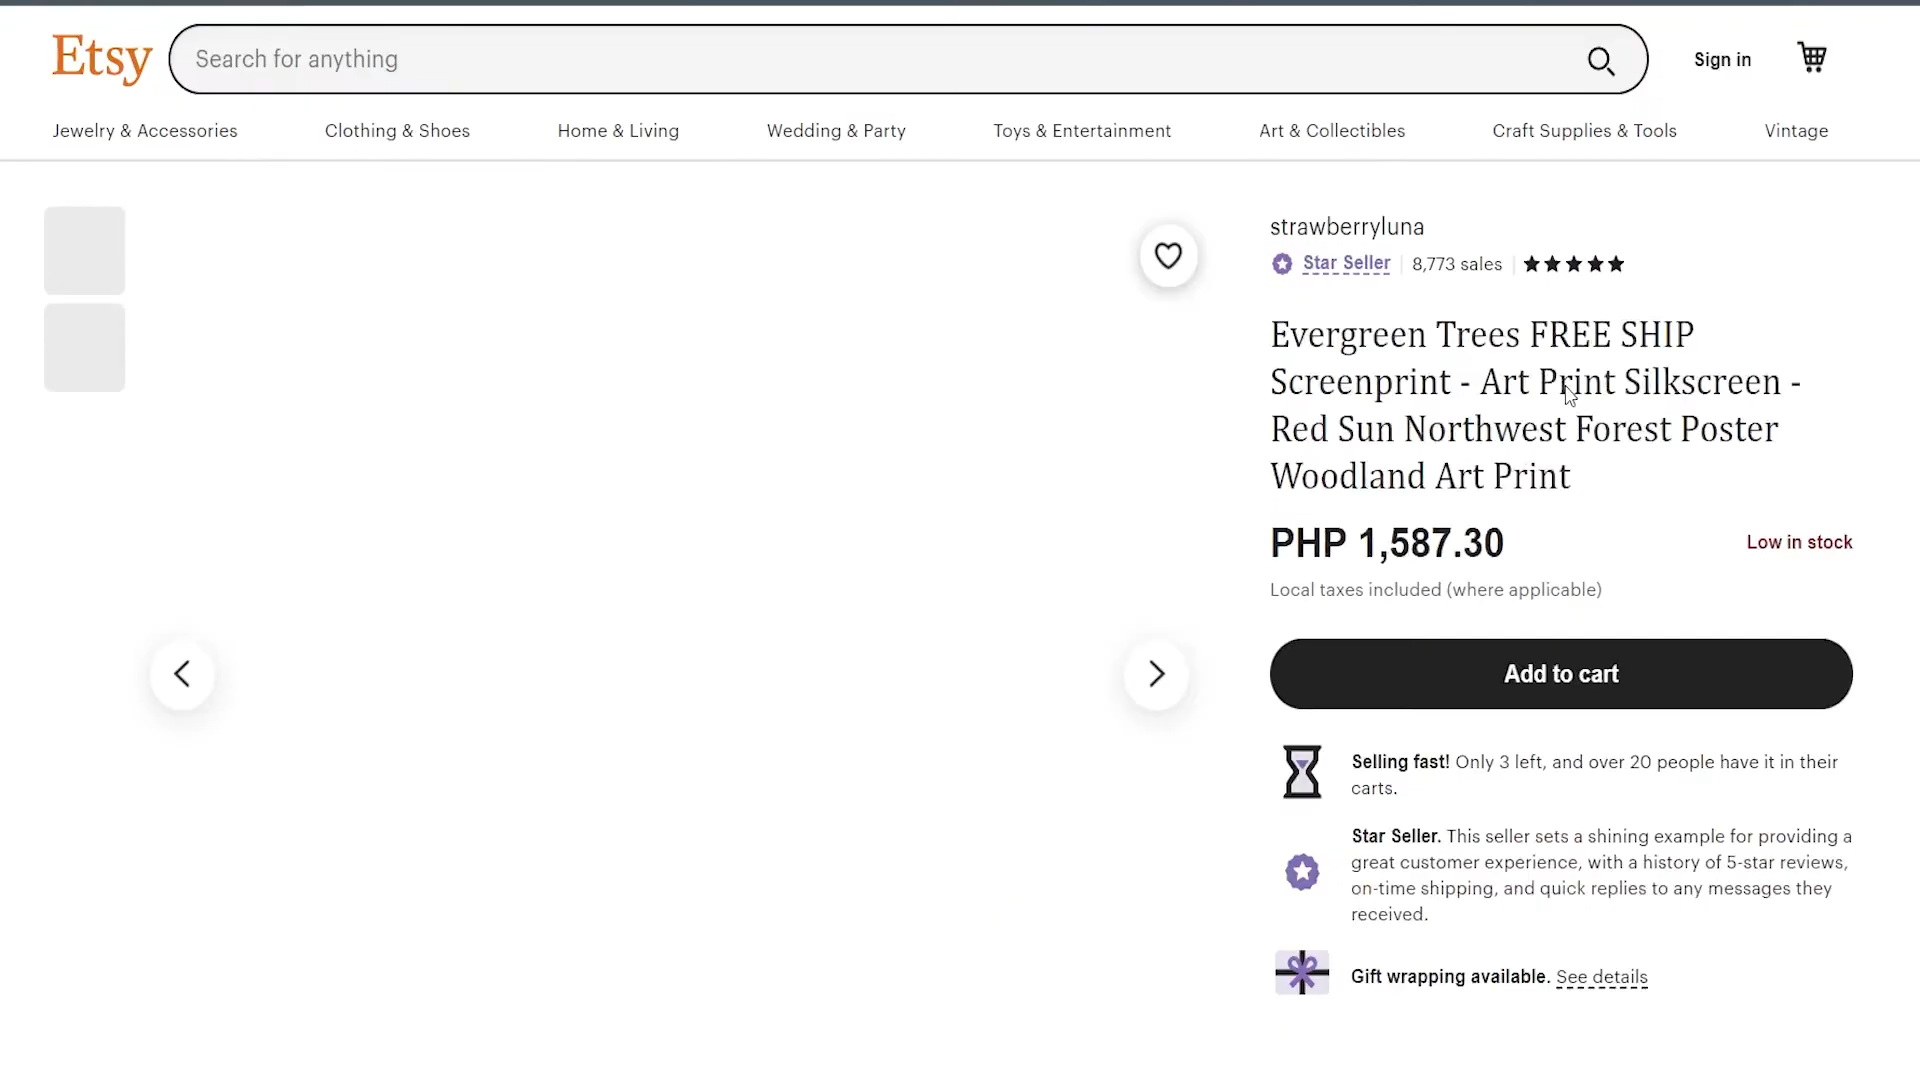 Etsy
Search for anything
Sign in
Jewelry & Accessories
Clothing & Shoes
Home & Living
Wedding & Party
Toys & Entertainment
Art & Collectibles
Craft Supplies & Tools
Vintage
strawberryluna
Star Seller
8,773 sales
Evergreen Trees FREE SHIP
Screenprint - Art Print Silkscreen -
Red Sun Northwest Forest Poster
Woodland Art Print
PHP 1,587.30
Low in stock
Local taxes included (where applicable)
Add to cart
Selling fast! Only 3 left, and over 20 people have it in their
carts.
Star Seller. This seller sets a shining example for providing a
great customer experience, with a history of 5-star reviews,
on-time shipping, and quick replies to any messages they
received.
Gift wrapping available. See details